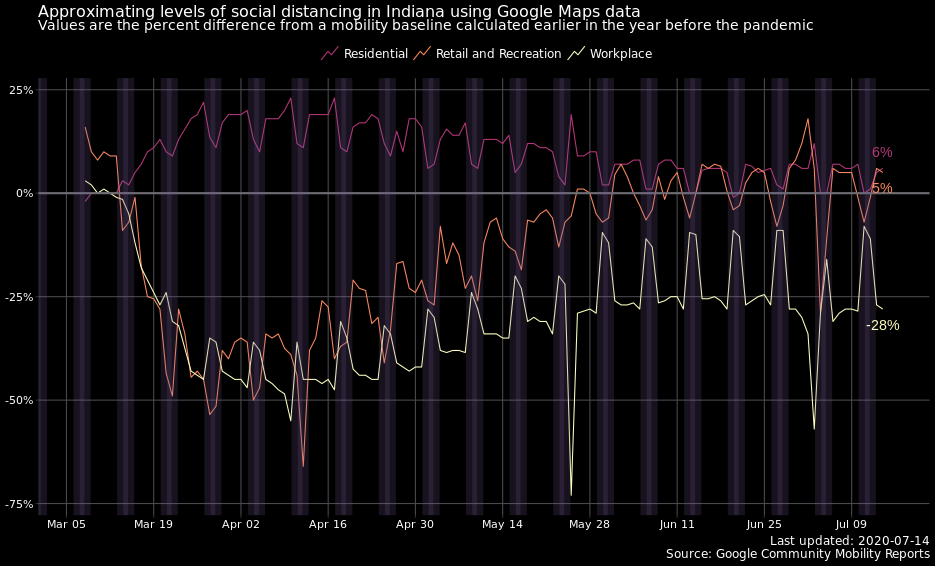 Approximating levels of social distancing in Indiana using Google Maps data
Values are the percent difference from a mobility baseline calculated earlier in the year before the pandemic
Residential Retail and Recreation Workplace
25%
0%
-25%
-50%
-75%
6%
5%
-28%
Mar 05 Mar 19 Apr 02 Apr 16 Apr 30 May 14 May 28 Jun 11 Jun 25 Jul 09
Last updated: 2020-07-14
Source: Google Community Mobility Reports